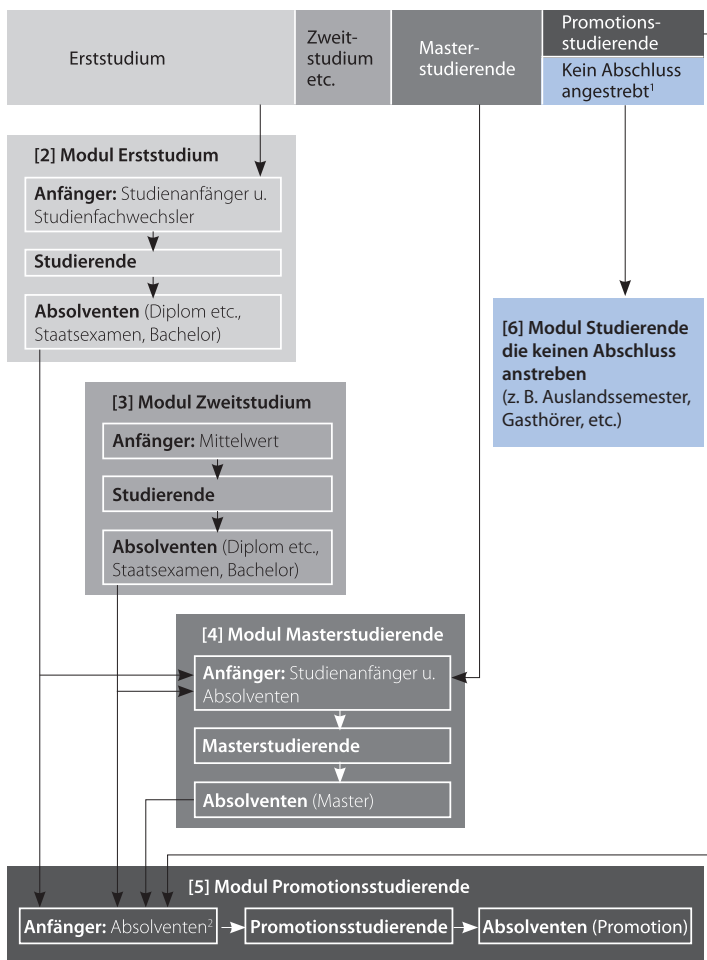 Erststudium
Zweit-
studium
etc.
Master-
studierende
Promotions-
studierende
Kein Abschluss
angestrebt¹
[2] Modul Erststudium
Anfänger: Studienanfänger u.
Studienfachwechsler
Studierende
Absolventen (Diplom etc.,
Staatsexamen, Bachelor)
[6] Modul Studierende
die keinen Abschluss
anstreben
(z. B. Auslandssemester,
Gasthörer, etc.)
[3] Modul Zweitstudium
Anfänger: Mittelwert
Studierende
Absolventen (Diplom etc.,
Staatsexamen, Bachelor)
[4] Modul Masterstudierende
Anfänger: Studienanfänger u.
Absolventen
Masterstudierende
Absolventen (Master)
[5] Modul Promotionsstudierende
Anfänger: Absolventen²
Promotionsstudierende
Absolventen (Promotion)